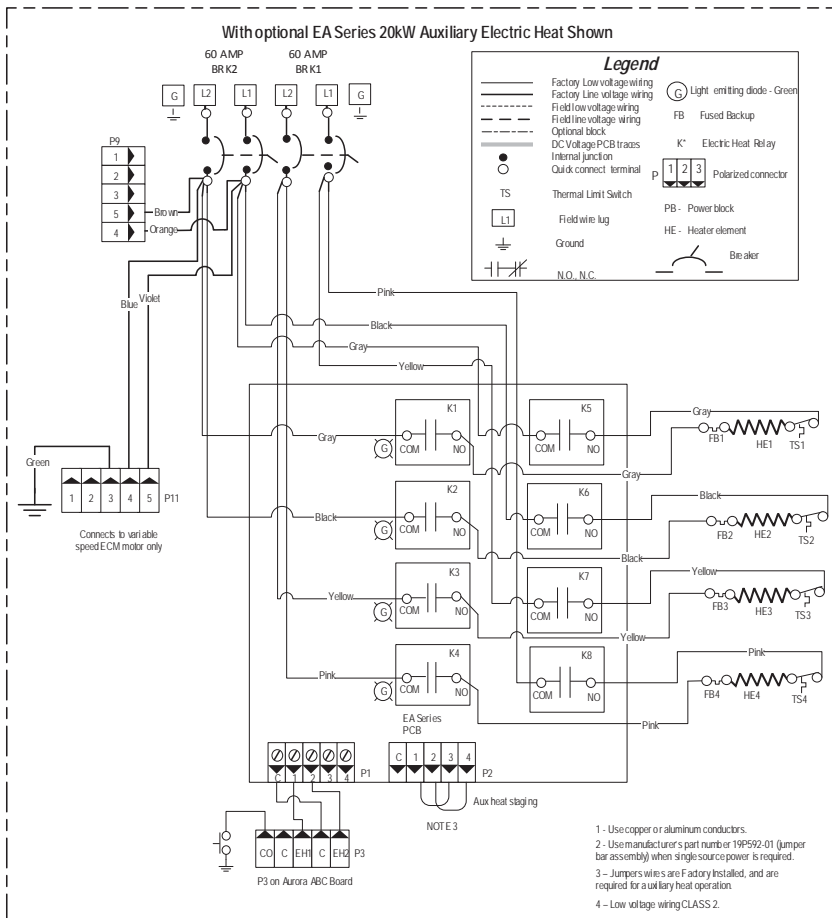 With optional EA Series 20kW Auxiliary Electric Heat Shown
60 AMP
BRK2
60 AMP
BRK1
G
L2
L1
L2
L1
G
Legend
Factory Low voltage wiring
Factory Line voltage wiring
Field low voltage wiring
Field line voltage wiring
Optional block
DC Voltage PCB traces
Internal junction
Quick connect terminal
TS
Thermal Limit Switch
L1
Field wire lug
Ground
N.O., N.C.
G
Light emitting diode - Green
FB
Fused Backup
K*
Electric Heat Relay
P
1 2 3
Polarized connector
PB - Power block
HE - Heater element
Breaker
P9
1
2
3
5
4
Brown
Orange
Blue
Violet
Pink
Black
Gray
Yellow
K1
K5
Gray
G
COM
NO
COM
NO
Gray
FB1
HE1
TS1
Gray
Green
1 2 3 4 5
P11
Connects to variable
speed ECM motor only
K2
K6
Black
G
COM
NO
COM
NO
Black
FB2
HE2
TS2
Black
K3
K7
Yellow
G
COM
NO
COM
NO
Yellow
FB3
HE3
TS3
Yellow
K4
K8
Pink
G
COM
NO
COM
NO
Pink
FB4
HE4
TS4
Pink
EA Series
PCB
C 1 2 3 4
P1
C 1 2 3 4
P2
Aux heat staging
NOTE 3
CO C EH1 C EH2
P3
P3 on Aurora ABC Board
1 - Use copper or aluminum conductors.
2 - Use manufacturer's part number 19P592-01 (jumper
bar assembly) when single source power is required.
3 – Jumpers wires are Factory Installed, and are
required for auxiliary heat operation.
4 – Low voltage wiring CLASS 2.